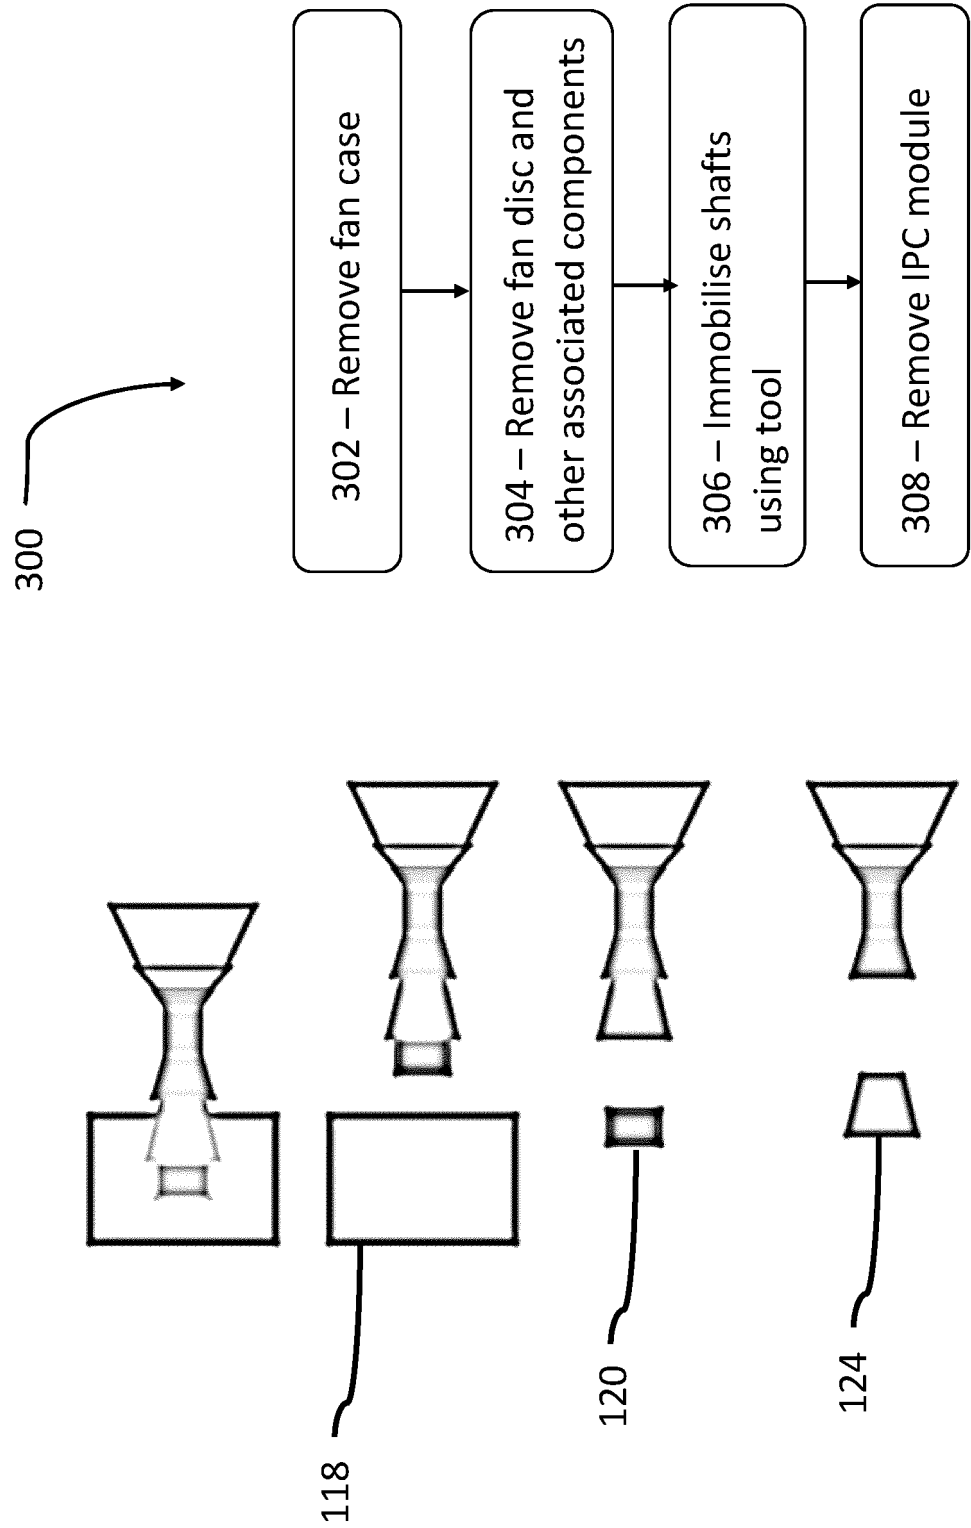 300
302 – Remove fan case
304 – Remove fan disc and
other associated components
306 – Immobilise shafts
using tool
308 – Remove IPC module
118
120
124